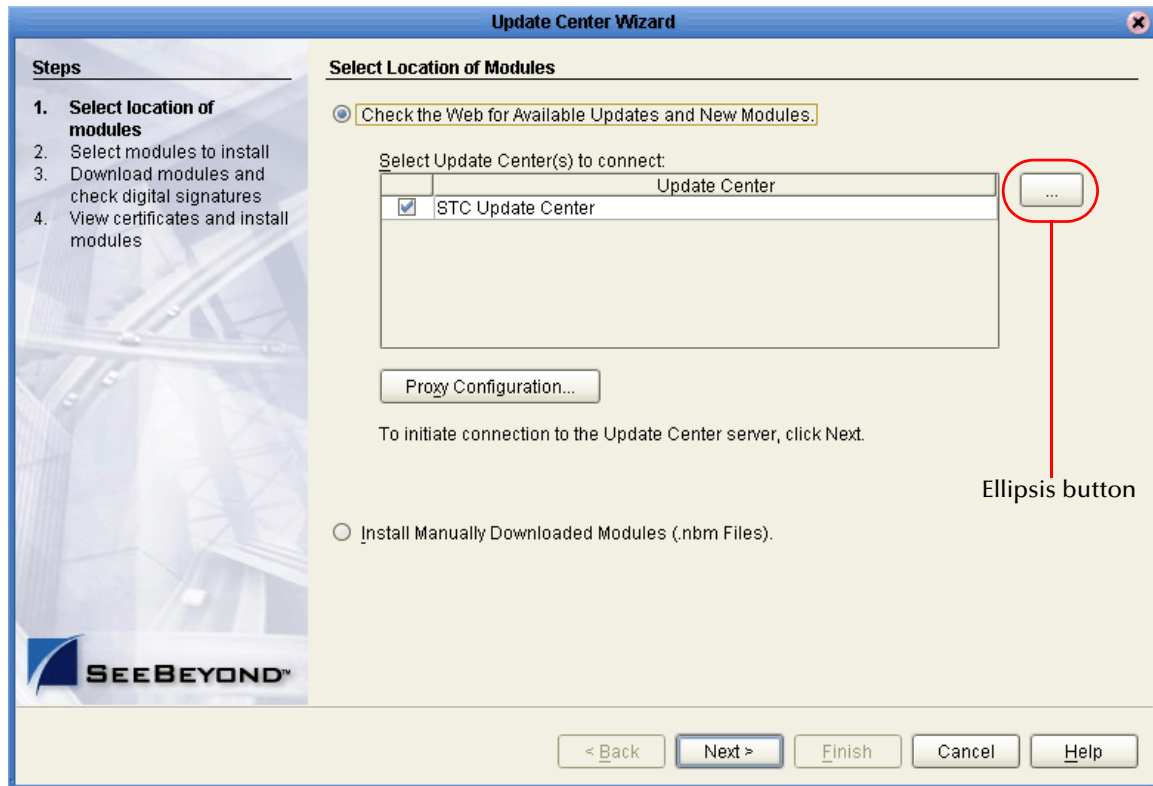 Update Center Wizard
Steps
1. Select location of
modules
2. Select modules to install
3. Download modules and
check digital signatures
4. View certificates and install
modules
SEEBEYOND™
Select Location of Modules
Check the Web for Available Updates and New Modules.
Select Update Center(s) to connect:
Update Center
STC Update Center
...
Proxy Configuration...
To initiate connection to the Update Center server, click Next.
Ellipsis button
Install Manually Downloaded Modules (.nbm Files).
< Back
Next >
Finish
Cancel
Help